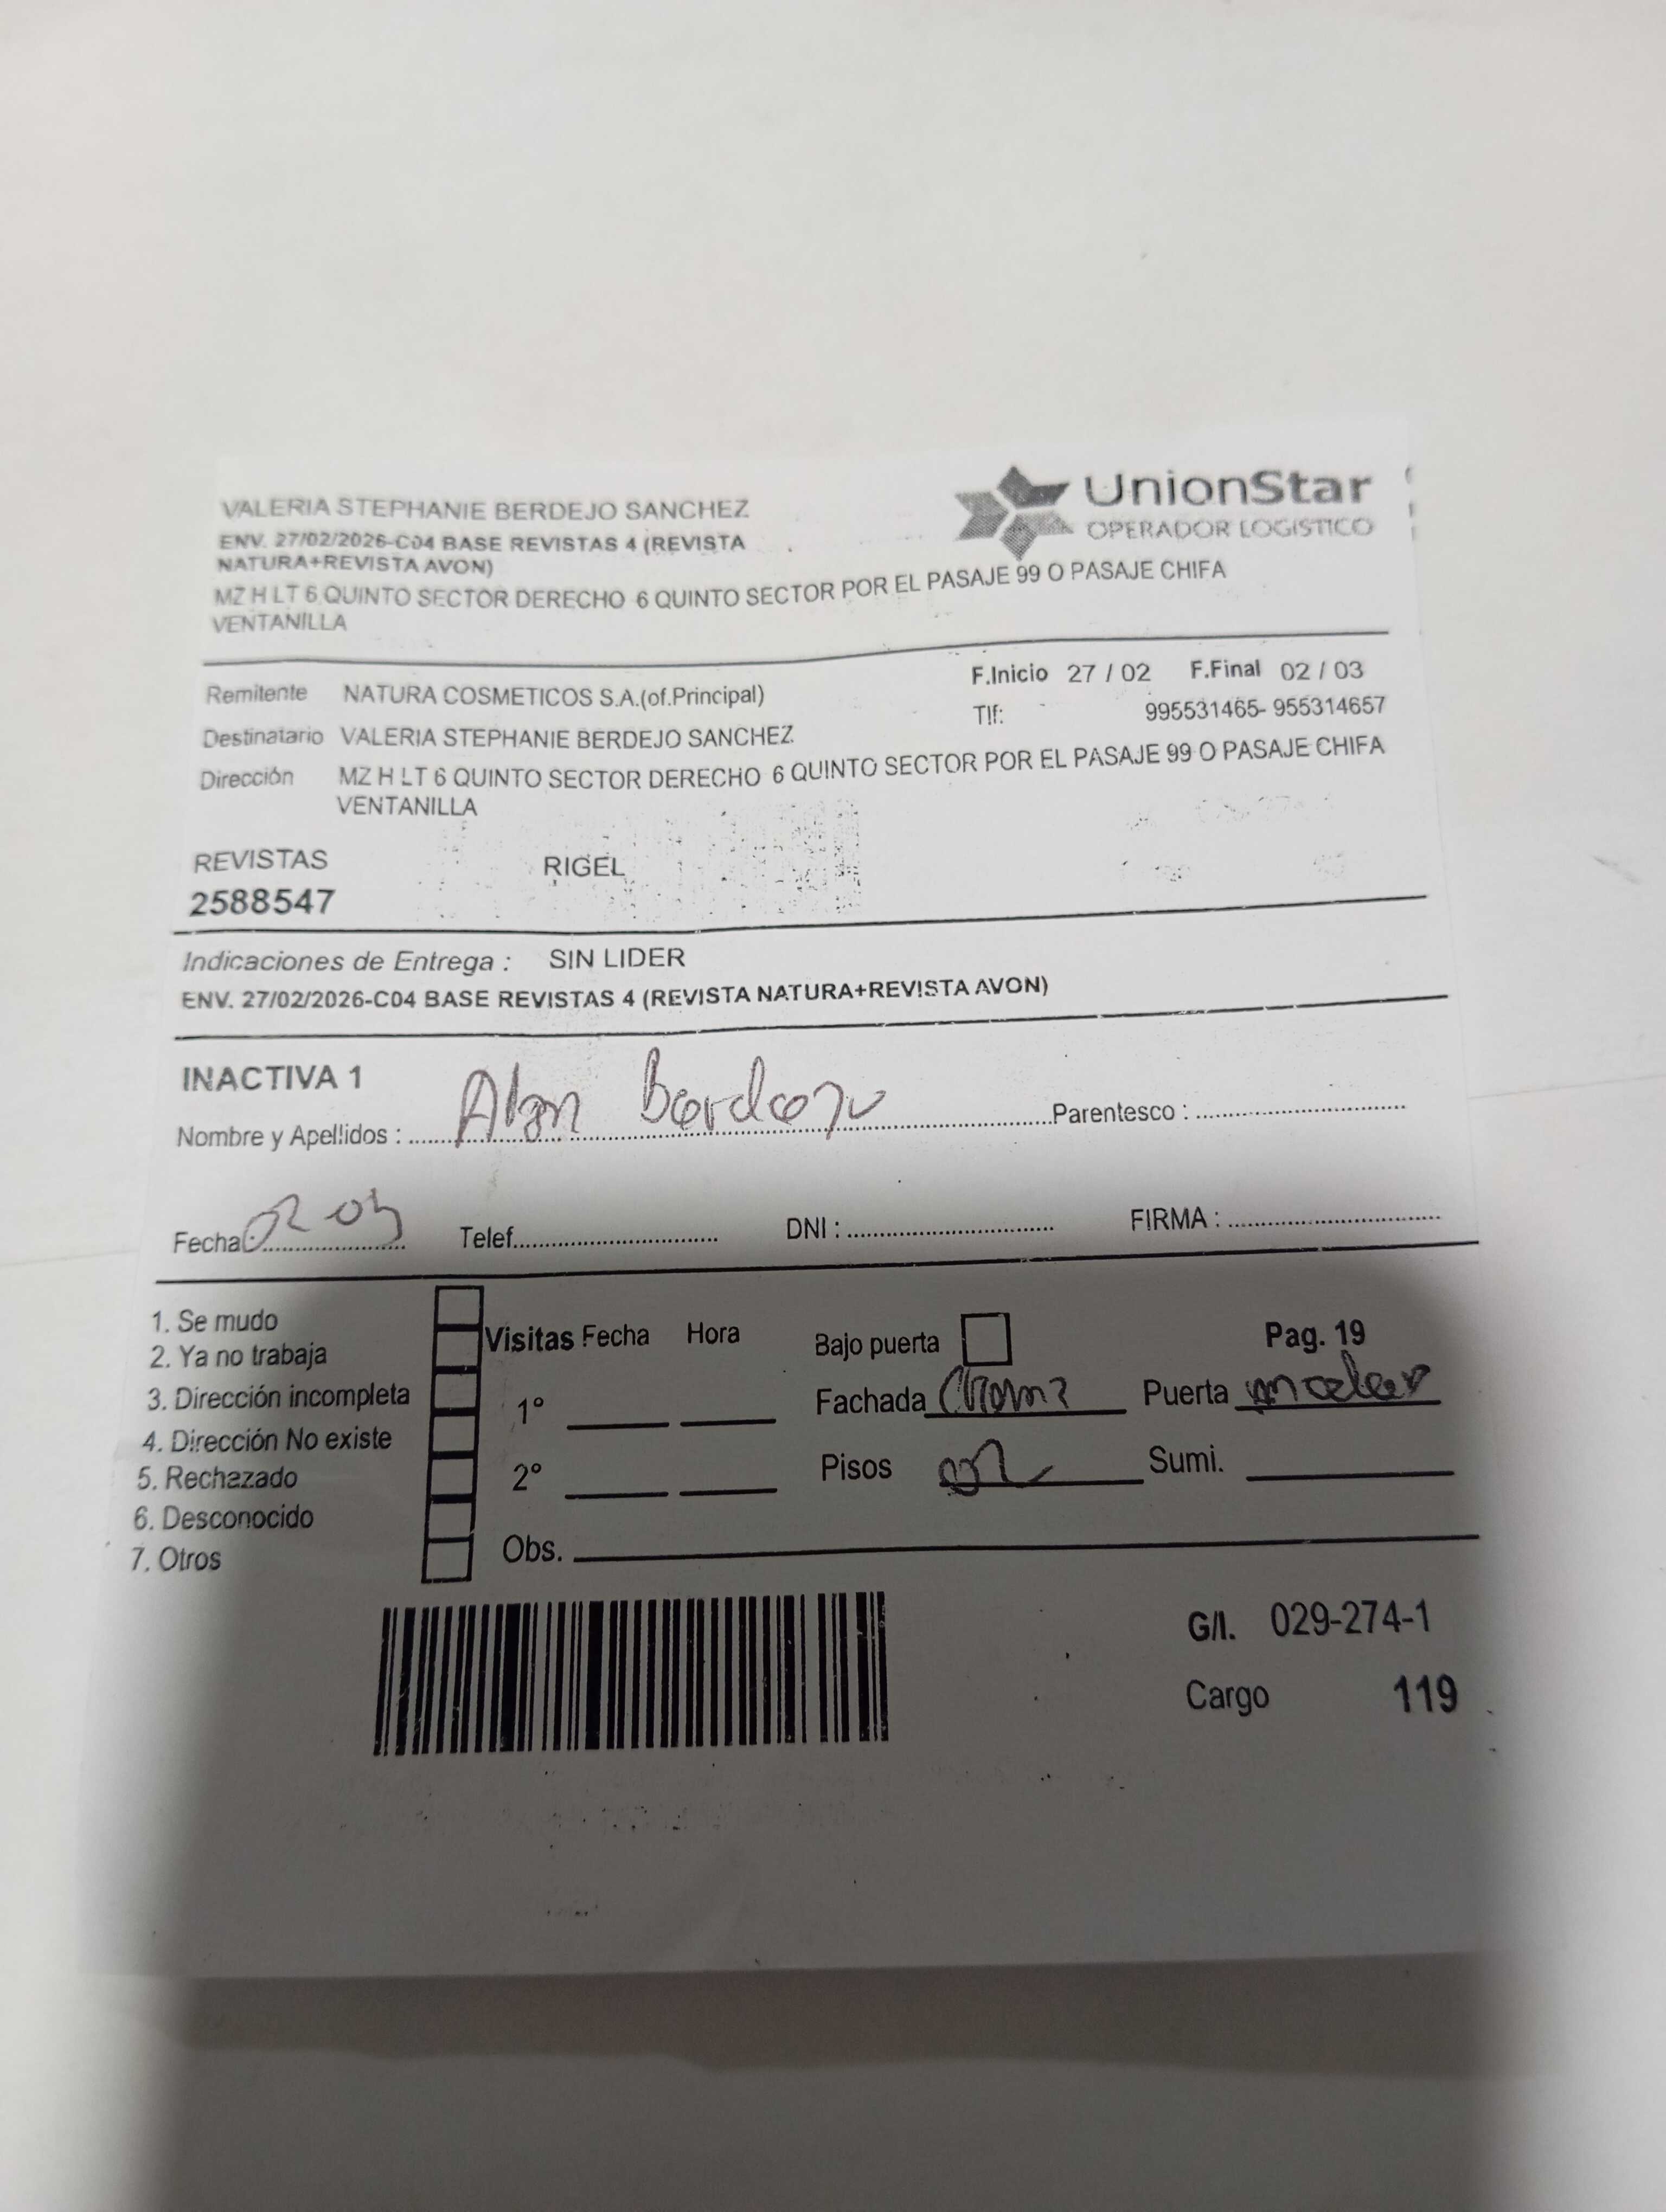 VALERIA STEPHANIE BERDEJO SANCHEZ
UnionStar
OPERADOR LOGISTICO
ENV. 27/02/2026-C04 BASE REVISTAS 4 (REVISTA
NATURA+REVISTA AVON)
MZ H LT 6 QUINTO SECTOR DERECHO 6 QUINTO SECTOR POR EL PASAJE 99 O PASAJE CHIFA
VENTANILLA
F.Inicio 27 / 02 F.Final 02 / 03
Remitente NATURA COSMETICOS S.A.(of.Principal)
Tlf: 995531465- 955314657
Destinatario VALERIA STEPHANIE BERDEJO SANCHEZ
Dirección MZ H LT 6 QUINTO SECTOR DERECHO 6 QUINTO SECTOR POR EL PASAJE 99 O PASAJE CHIFA
VENTANILLA
REVISTAS RIGEL
2588547
Indicaciones de Entrega : SIN LIDER
ENV. 27/02/2026-C04 BASE REVISTAS 4 (REVISTA NATURA+REVISTA AVON)
INACTIVA 1
Nombre y Apellidos : Alan Berdejo Parentesco :
Fecha: 02 03 Telef. DNI : FIRMA :
1. Se mudo
2. Ya no trabaja
3. Dirección incompleta
4. Dirección No existe
5. Rechazado
6. Desconocido
7. Otros
Visitas Fecha Hora
1°
2°
Obs.
Bajo puerta Pag. 19
Fachada Puerta
Pisos Sumi.
G/I. 029-274-1
Cargo 119